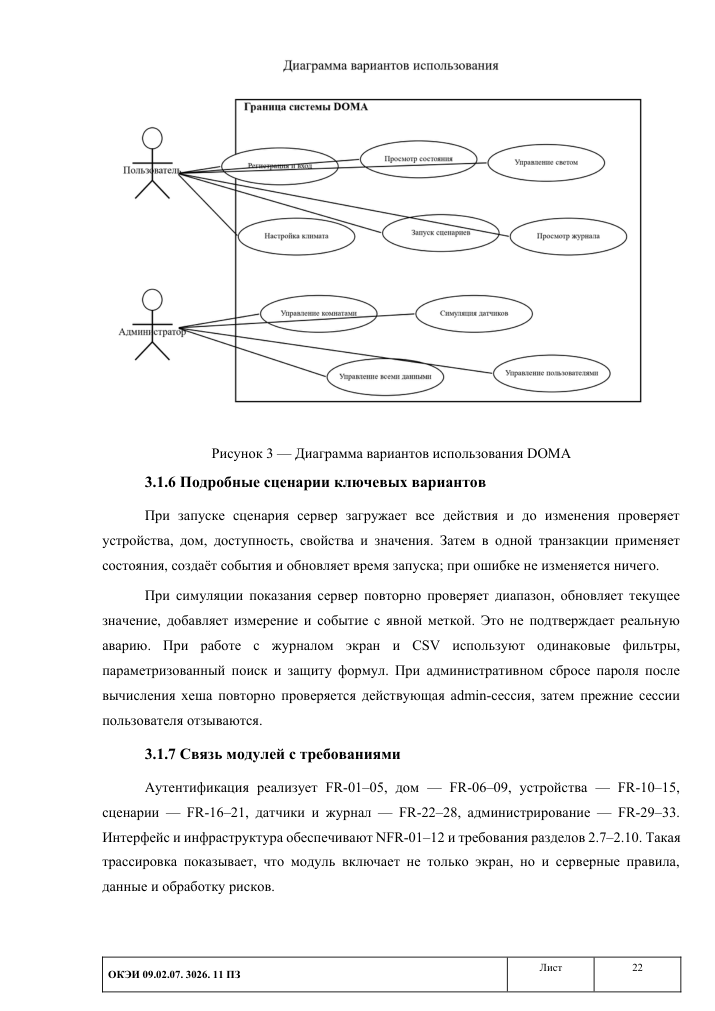 Диаграмма вариантов использования
Граница системы DOMA
Пользователь
Регистрация и вход
Просмотр состояния
Управление светом
Настройка климата
Запуск сценариев
Просмотр журнала
Администратор
Управление комнатами
Симуляция датчиков
Управление всеми данными
Управление пользователями
Рисунок 3 — Диаграмма вариантов использования DOMA
3.1.6 Подробные сценарии ключевых вариантов
При запуске сценария сервер загружает все действия и до изменения проверяет
устройства, дом, доступность, свойства и значения. Затем в одной транзакции применяет
состояния, создаёт события и обновляет время запуска; при ошибке не изменяется ничего.
При симуляции показания сервер повторно проверяет диапазон, обновляет текущее
значение, добавляет измерение и событие с явной меткой. Это не подтверждает реальную
аварию. При работе с журналом экран и CSV используют одинаковые фильтры,
параметризованный поиск и защиту формул. При административном сбросе пароля после
вычисления хеша повторно проверяется действующая admin-сессия, затем прежние сессии
пользователя отзываются.
3.1.7 Связь модулей с требованиями
Аутентификация реализует FR-01–05, дом — FR-06–09, устройства — FR-10–15,
сценарии — FR-16–21, датчики и журнал — FR-22–28, администрирование — FR-29–33.
Интерфейс и инфраструктура обеспечивают NFR-01–12 и требования разделов 2.7–2.10. Такая
трассировка показывает, что модуль включает не только экран, но и серверные правила,
данные и обработку рисков.
ОКЭИ 09.02.07. 3026. 11 ПЗ
Лист
22